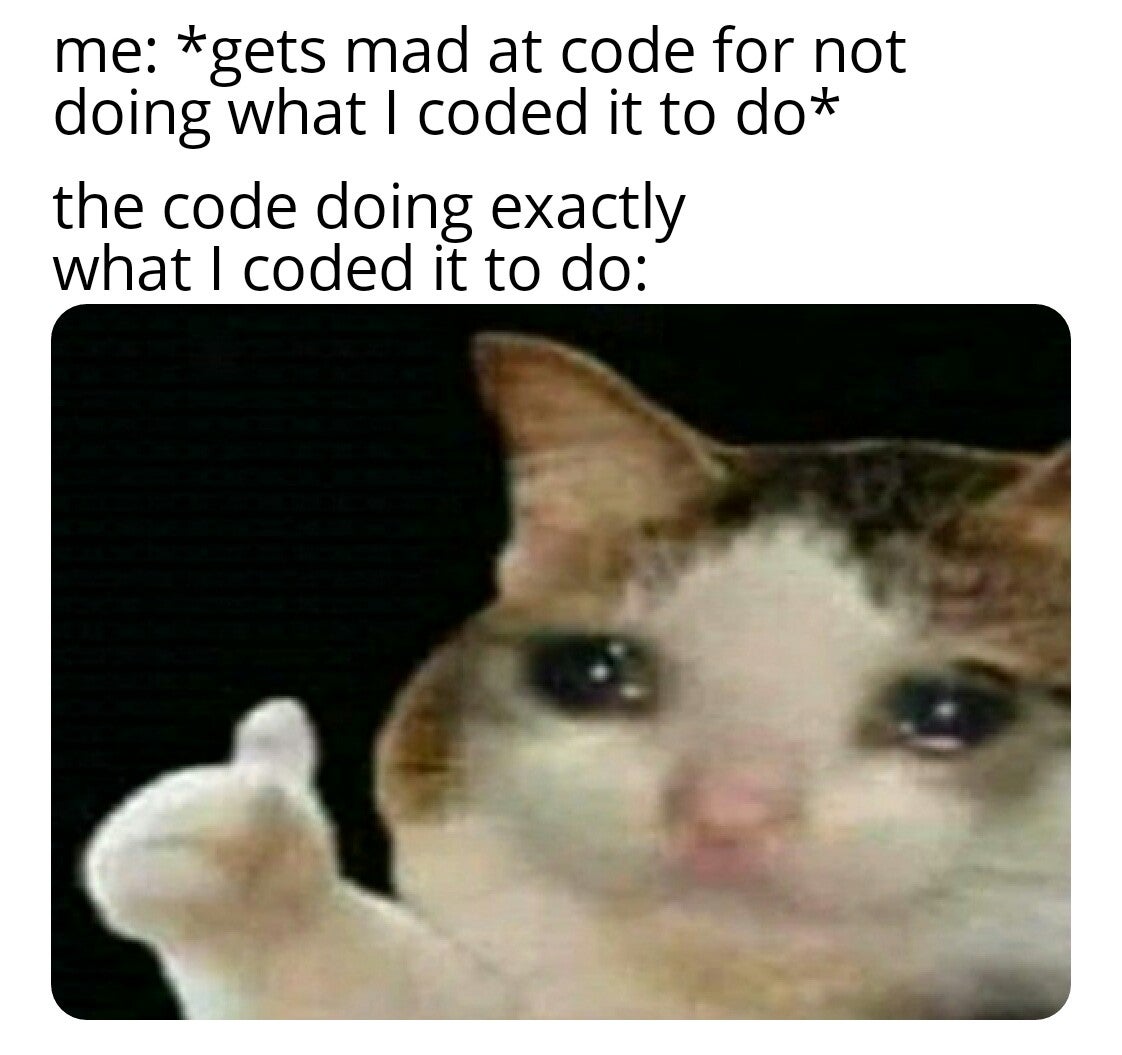 me: *gets mad at code for not
doing what I coded it to do*
the code doing exactly
what I coded it to do: